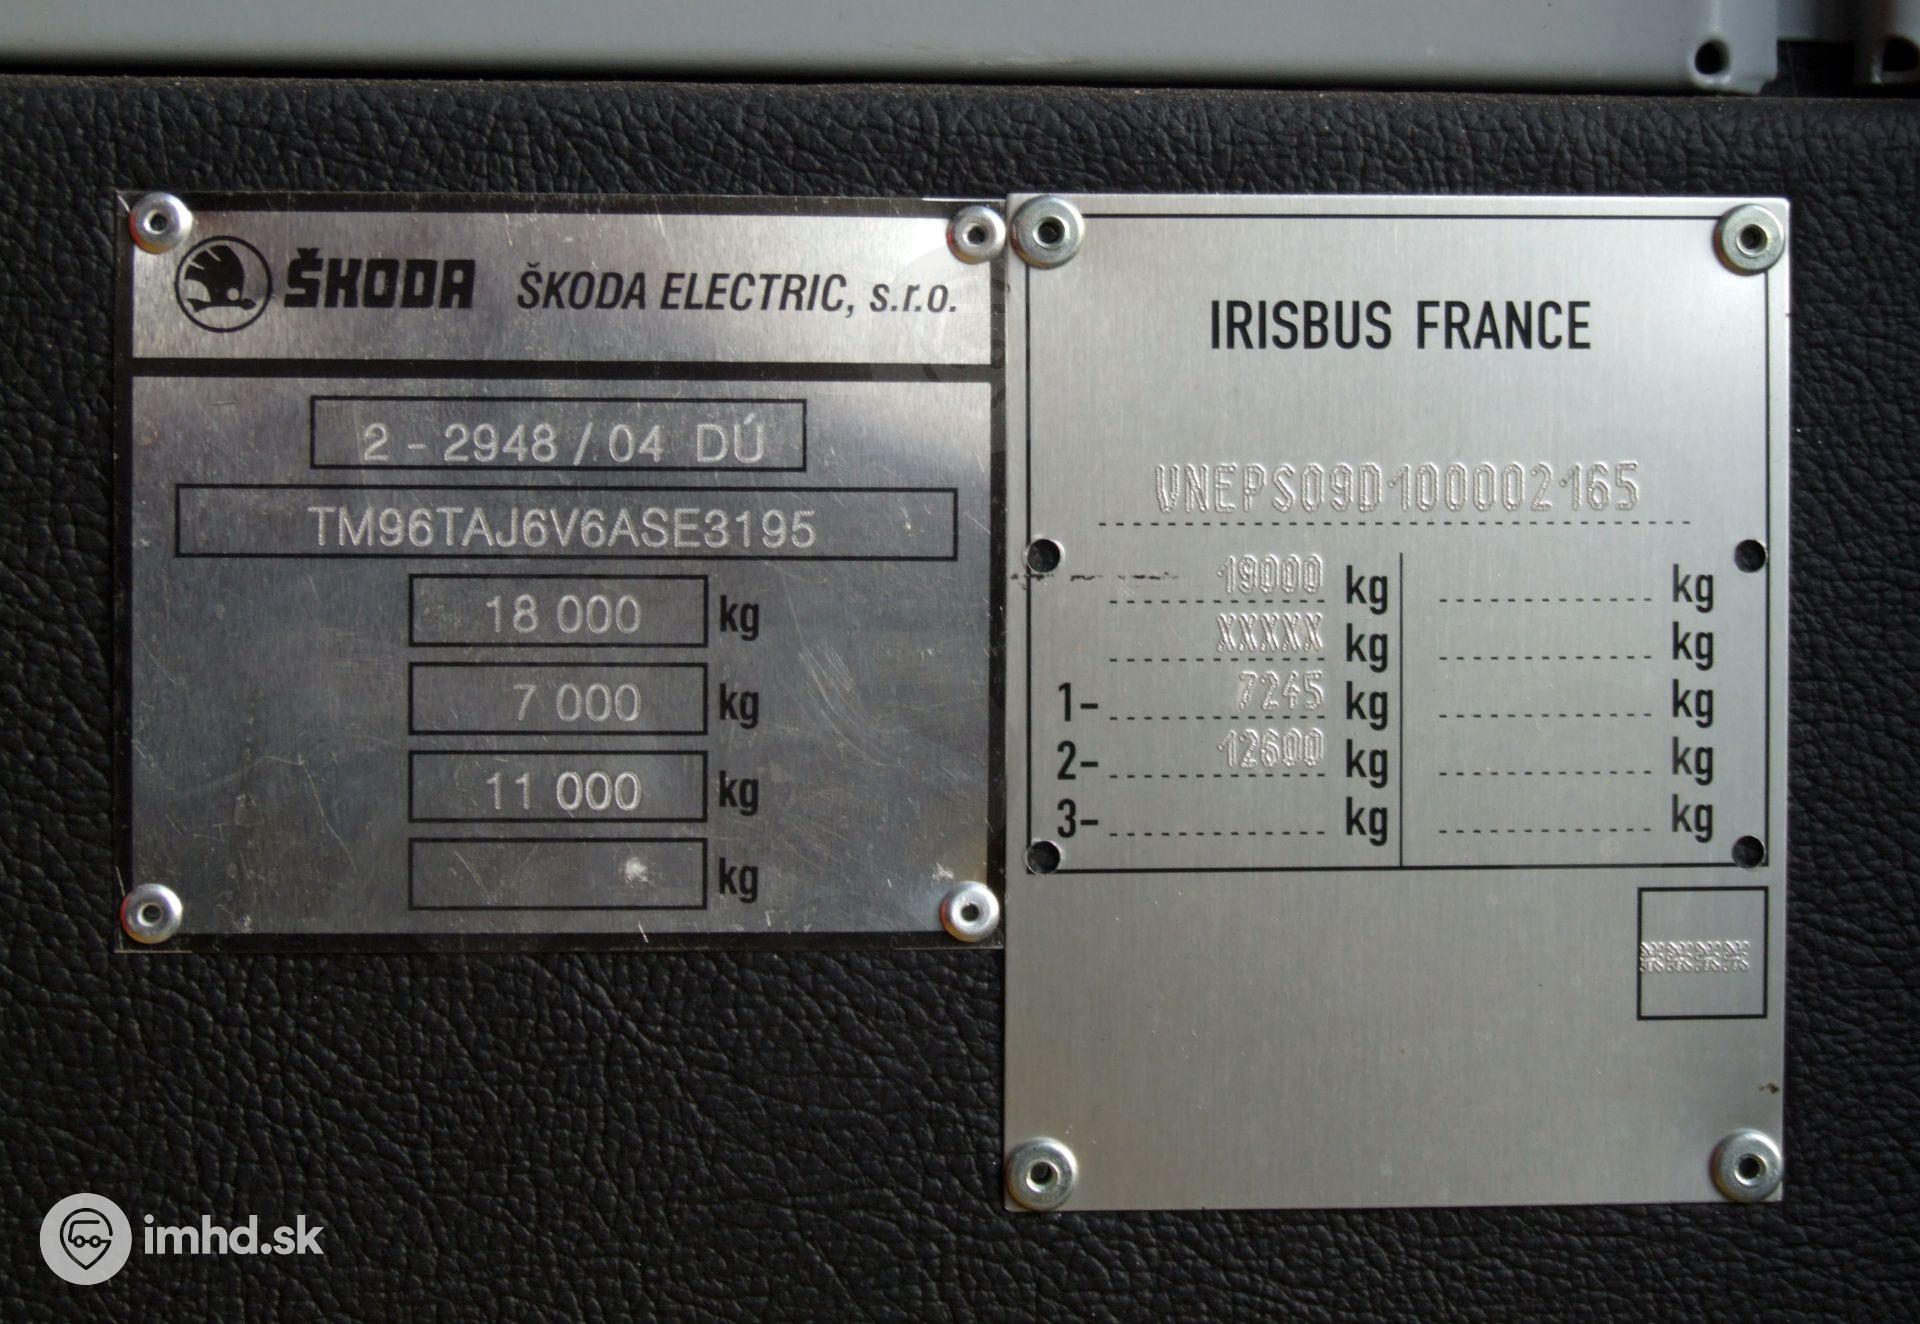 ŠKODA ŠKODA ELECTRIC, s.r.o.
2 - 2948 / 04 DÚ
TM96TAJ6V6ASE3195
18 000 kg
7 000 kg
11 000 kg
kg
IRISBUS FRANCE
VNEPS09D100002165
19000 kg kg
XXXXX kg kg
1- 7245 kg kg
2- 12600 kg kg
3- kg kg
imhd.sk